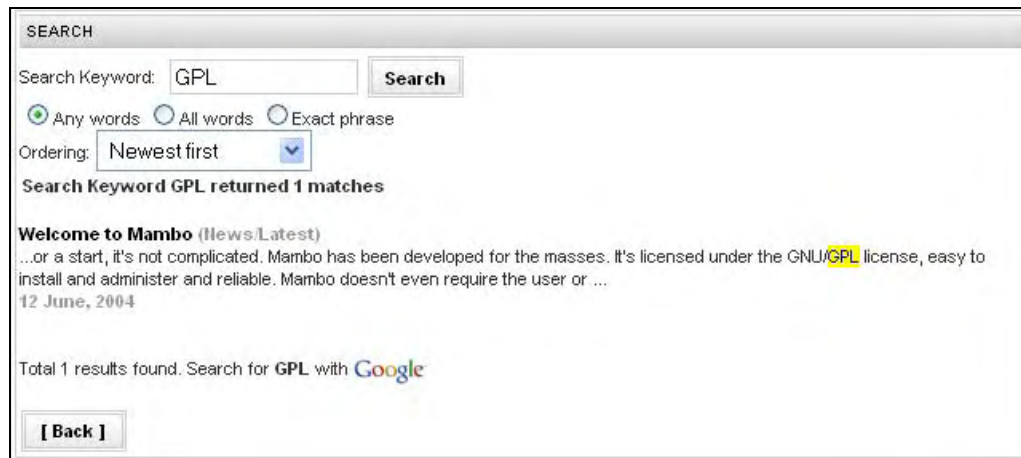 SEARCH
Search Keyword: GPL Search
Any words All words Exact phrase
Ordering: Newest first
Search Keyword GPL returned 1 matches
Welcome to Mambo (News/Latest)
...or a start, it's not complicated. Mambo has been developed for the masses. It's licensed under the GNU/GPL license, easy to
install and administer and reliable. Mambo doesn't even require the user or ...
12 June, 2004
Total 1 results found. Search for GPL with Google
[ Back ]